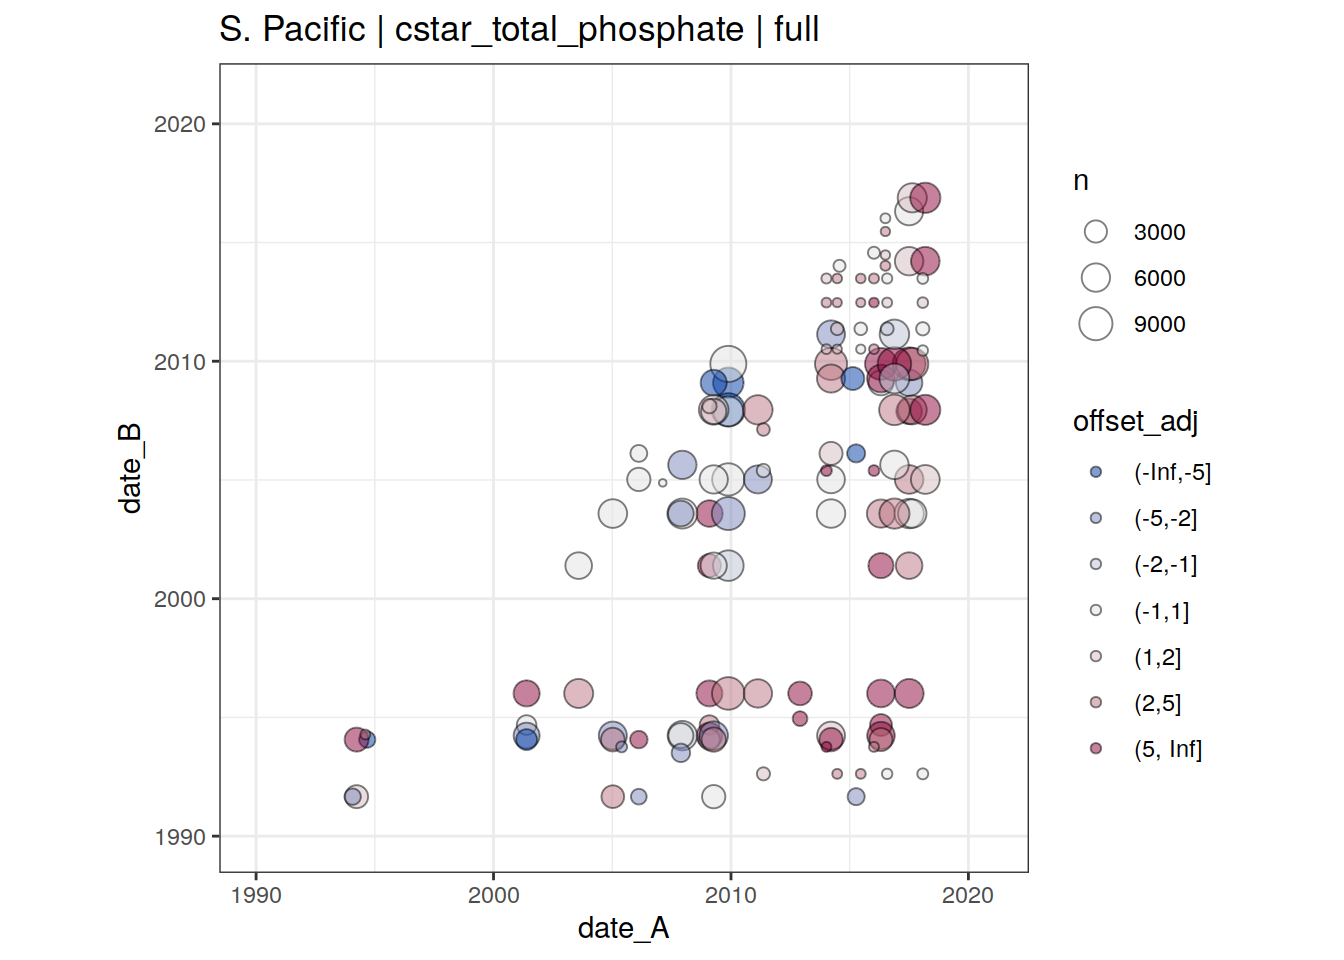 S. Pacific | cstar_total_phosphate | full
2020
2010
2000
1990
date_B
1990 2000 2010 2020
date_A
n
3000
6000
9000
offset_adj
(-Inf,-5]
(-5,-2]
(-2,-1]
(-1,1]
(1,2]
(2,5]
(5, Inf]